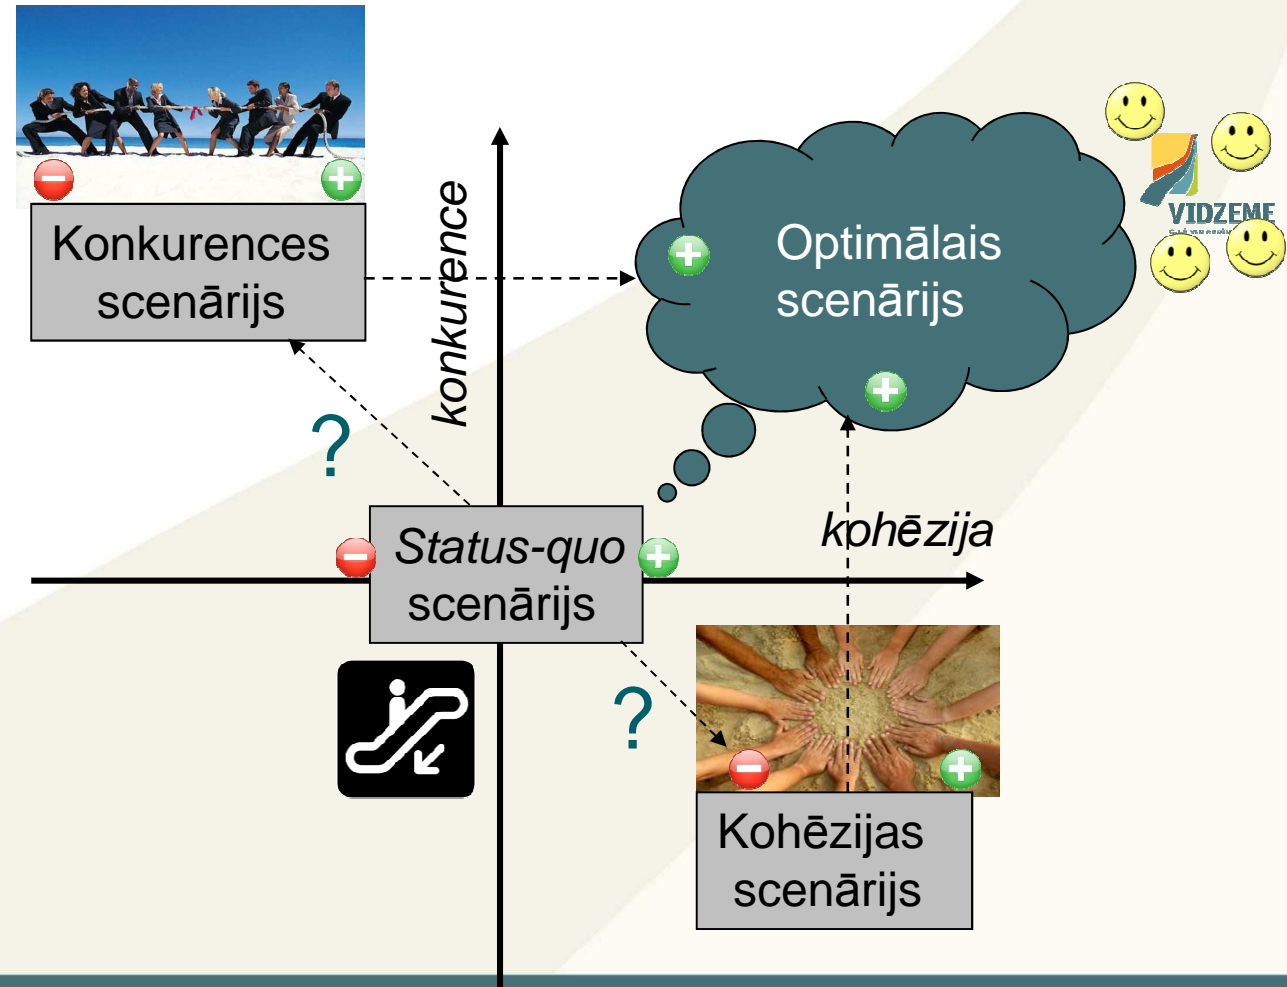 Konkurences
scenārijs
konkurence
Optimālais
scenārijs
VIDZEME
?
Status-quo
scenārijs
kohēzija
?
Kohēzijas
scenārijs